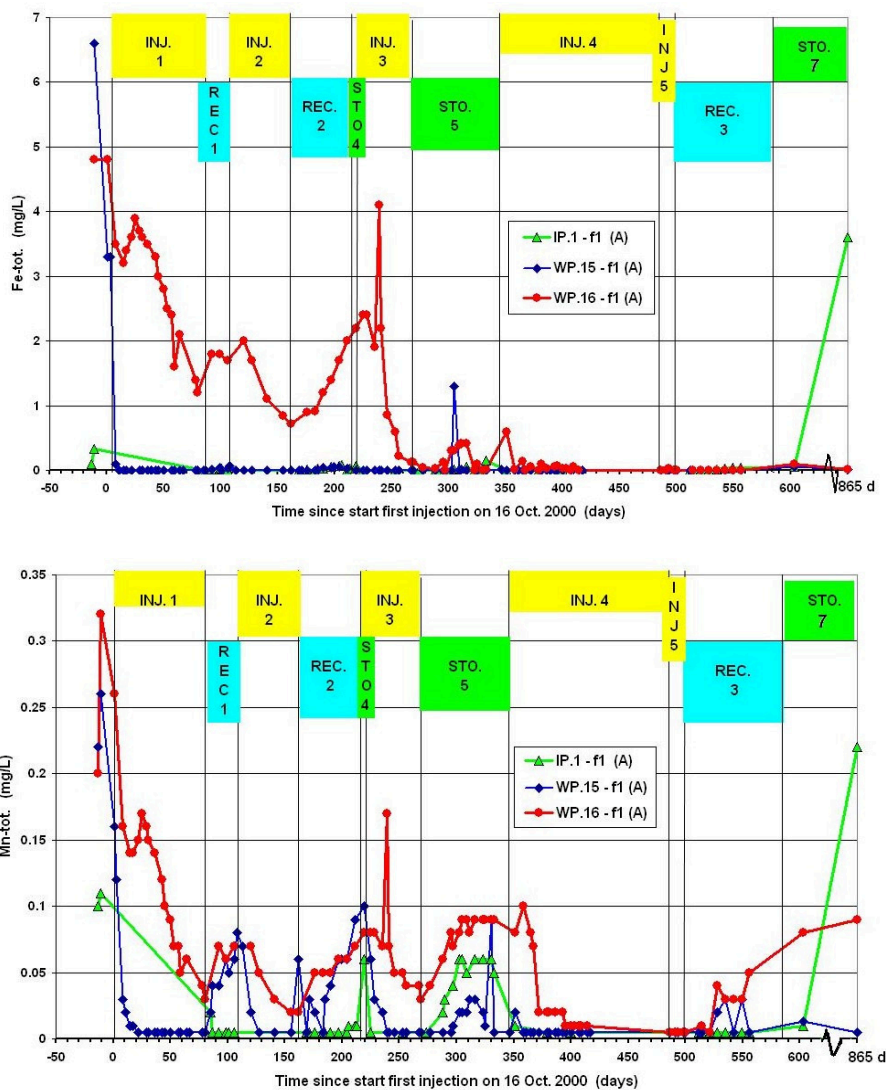 7
6
5
4
3
2
1
0
Fe-tot. (mg/L)
INJ.
1
INJ.
2
INJ.
3
INJ. 4
I
N
J
5
STO.
7
R
E
C
1
REC.
2
S
T
O
4
STO.
5
REC.
3
IP.1 - f1 (A)
WP.15 - f1 (A)
WP.16 - f1 (A)
-50 0 50 100 150 200 250 300 350 400 450 500 550 600 865 d
Time since start first injection on 16 Oct. 2000 (days)
0.35
0.3
0.25
0.2
0.15
0.1
0.05
0
Mn-tot. (mg/L)
INJ. 1
INJ.
2
INJ.
3
INJ. 4
I
N
J
5
STO.
7
R
E
C
1
REC.
2
S
T
O
4
STO.
5
REC.
3
IP.1 - f1 (A)
WP.15 - f1 (A)
WP.16 - f1 (A)
-50 0 50 100 150 200 250 300 350 400 450 500 550 600 865 d
Time since start first injection on 16 Oct. 2000 (days)